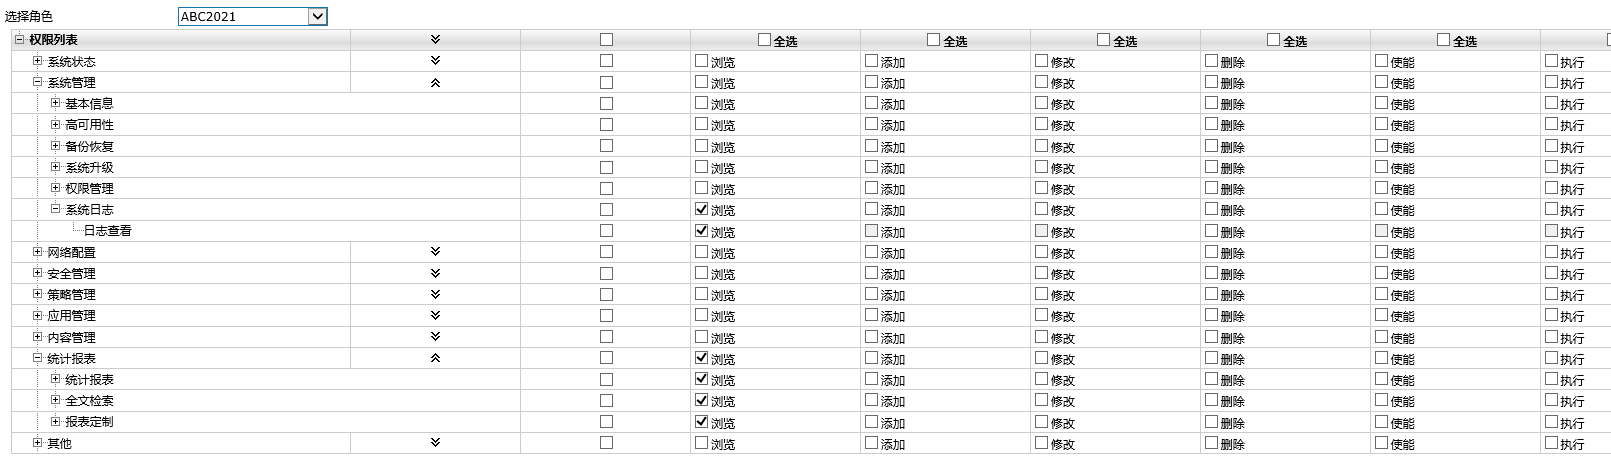 选择角色 ABC2021
权限列表 全选 全选 全选 全选 全选
系统状态 浏览 添加 修改 删除 使能 执行
系统管理 浏览 添加 修改 删除 使能 执行
基本信息 浏览 添加 修改 删除 使能 执行
高可用性 浏览 添加 修改 删除 使能 执行
备份恢复 浏览 添加 修改 删除 使能 执行
系统升级 浏览 添加 修改 删除 使能 执行
权限管理 浏览 添加 修改 删除 使能 执行
系统日志 浏览 添加 修改 删除 使能 执行
日志查看 浏览 添加 修改 删除 使能 执行
网络配置 浏览 添加 修改 删除 使能 执行
安全管理 浏览 添加 修改 删除 使能 执行
策略管理 浏览 添加 修改 删除 使能 执行
应用管理 浏览 添加 修改 删除 使能 执行
内容管理 浏览 添加 修改 删除 使能 执行
统计报表 浏览 添加 修改 删除 使能 执行
统计报表 浏览 添加 修改 删除 使能 执行
全文检索 浏览 添加 修改 删除 使能 执行
报表定制 浏览 添加 修改 删除 使能 执行
其他 浏览 添加 修改 删除 使能 执行